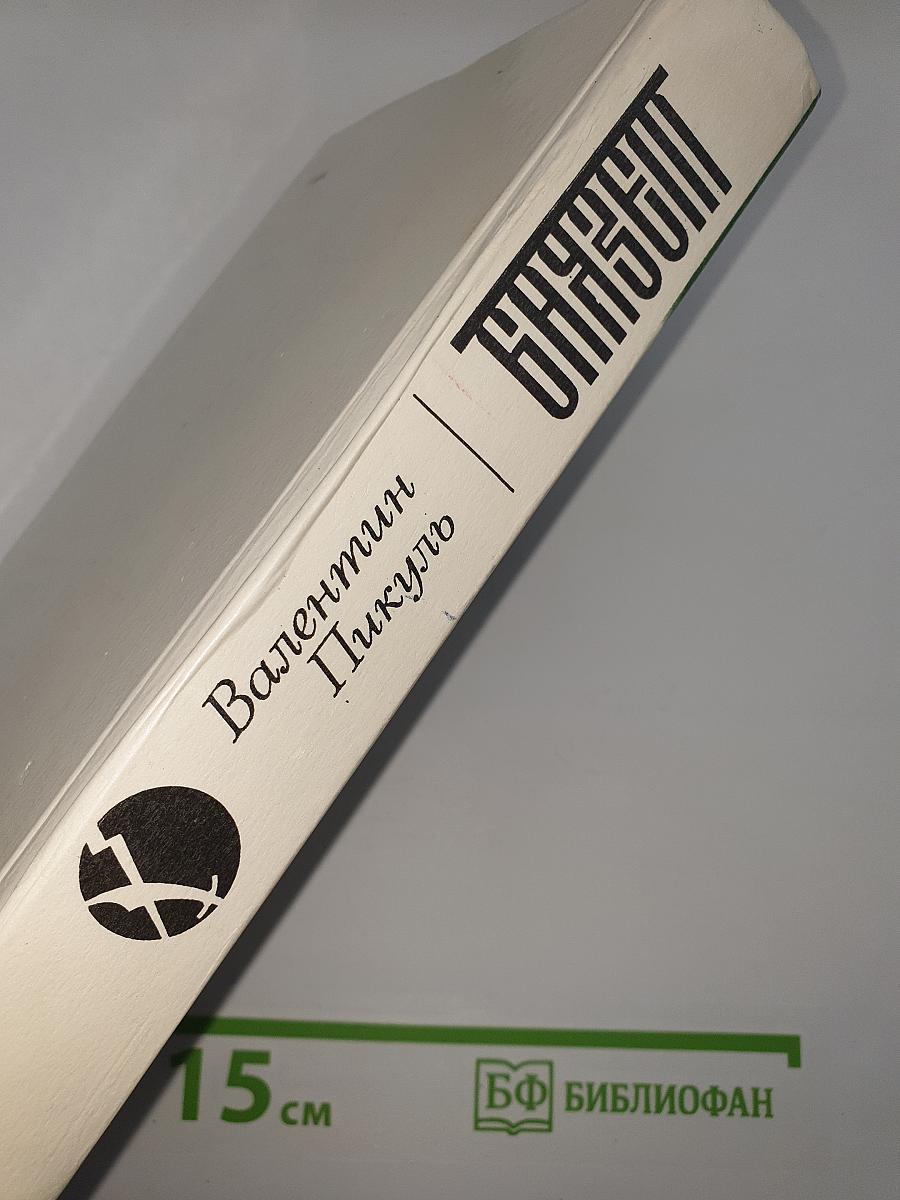 Валентин
Пикуль
БАЯЗЕТ
15 см
БФ БИБЛИОФАН